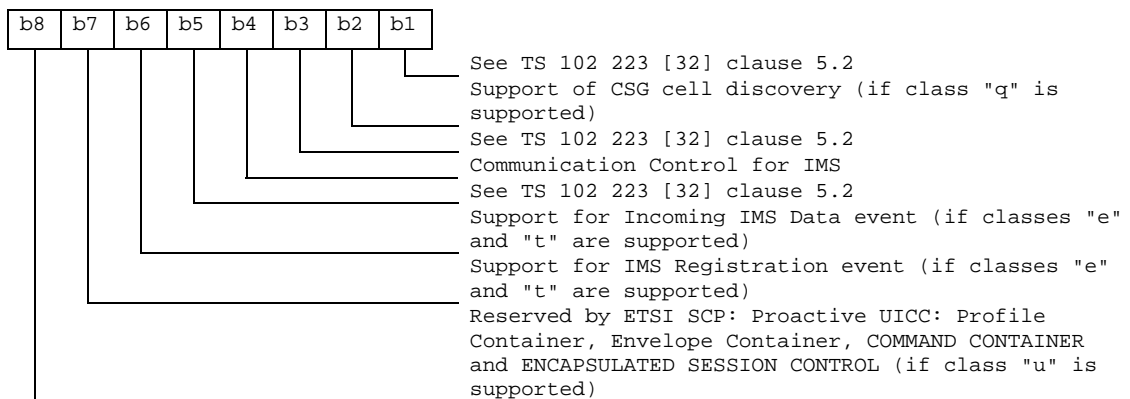 b8 b7 b6 b5 b4 b3 b2 b1
See TS 102 223 [32] clause 5.2
Support of CSG cell discovery (if class "q" is
supported)
See TS 102 223 [32] clause 5.2
Communication Control for IMS
See TS 102 223 [32] clause 5.2
Support for Incoming IMS Data event (if classes "e"
and "t" are supported)
Support for IMS Registration event (if classes "e"
and "t" are supported)
Reserved by ETSI SCP: Proactive UICC: Profile
Container, Envelope Container, COMMAND CONTAINER
and ENCAPSULATED SESSION CONTROL (if class "u" is
supported)